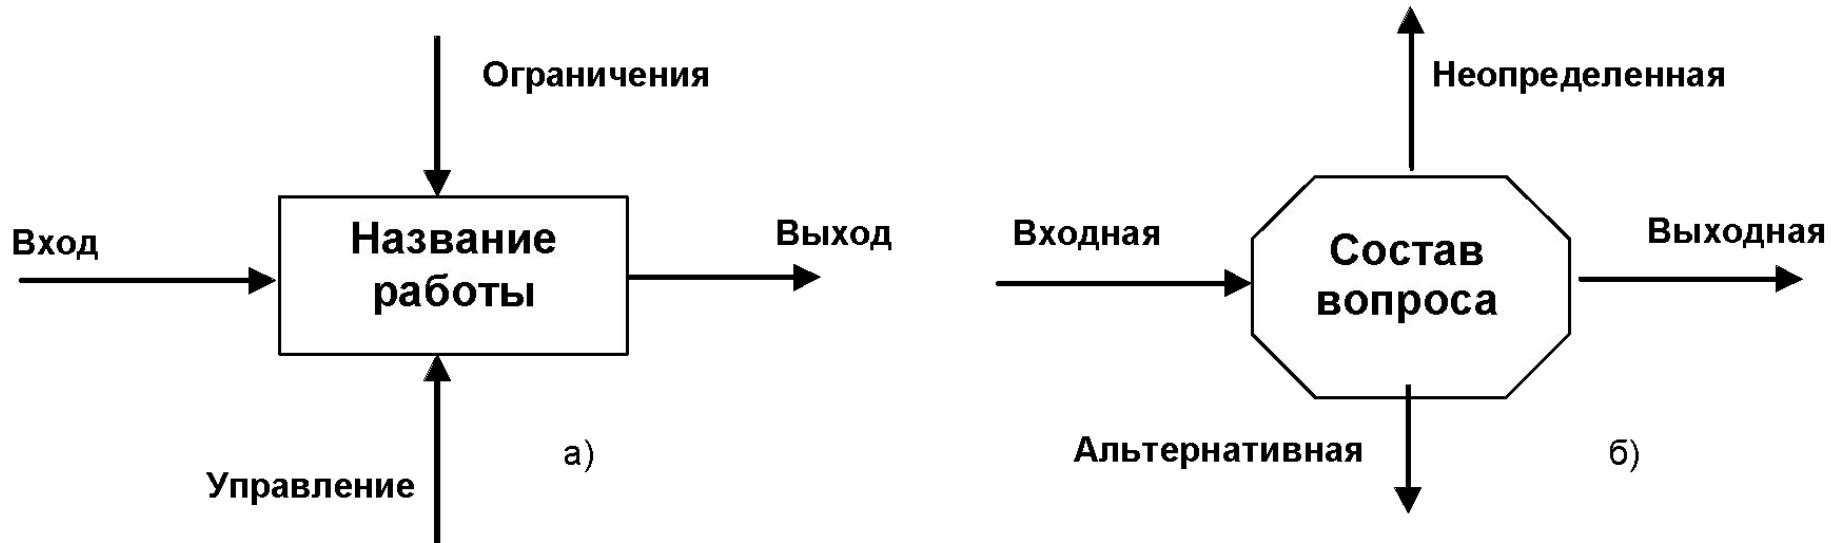 Ограничения
Вход
Название
работы
Выход
Управление
а)
Неопределенная
Входная
Состав
вопроса
Выходная
Альтернативная
б)